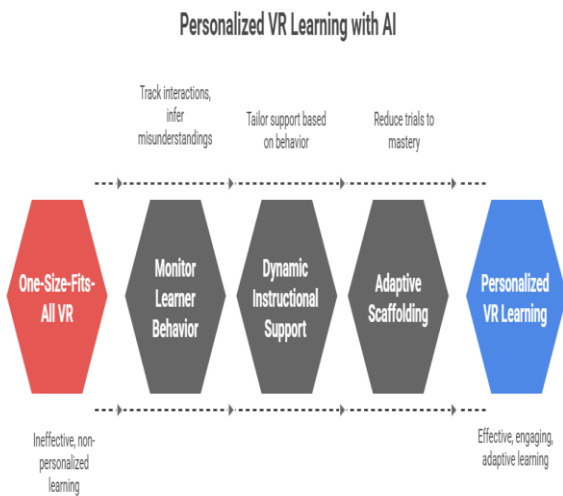 Personalized VR Learning with AI
Track interactions,
infer
misunderstandings
Tailor support based
on behavior
Reduce trials to
mastery
One-Size-Fits-
All VR
Monitor
Learner
Behavior
Dynamic
Instructional
Support
Adaptive
Scaffolding
Personalized
VR Learning
Ineffective, non-
personalized
learning
Effective, engaging,
adaptive learning